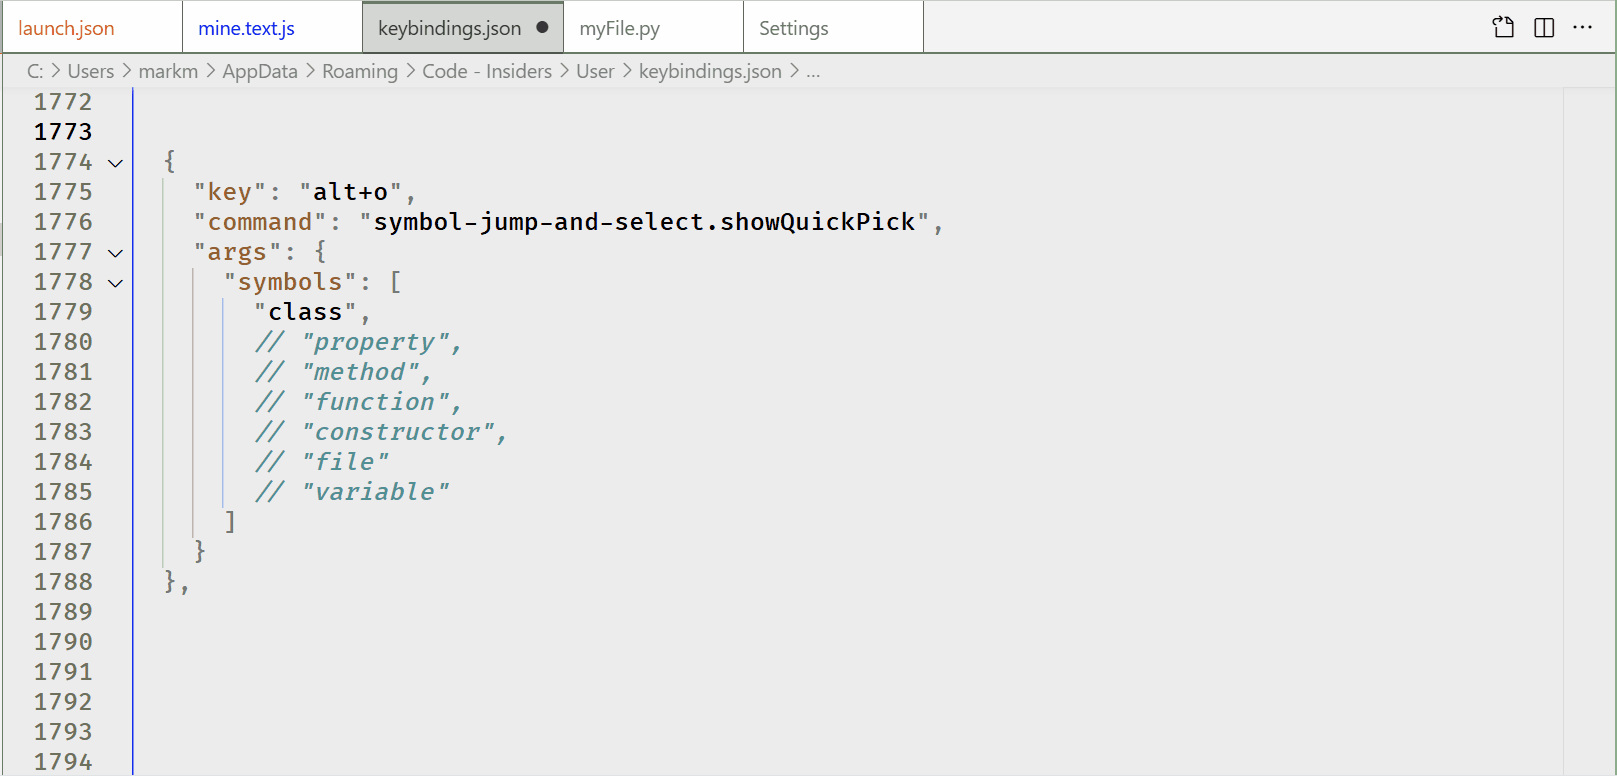 launch.json mine.text.js keybindings.json myFile.py Settings
C: > Users > markm > AppData > Roaming > Code - Insiders > User > keybindings.json > ...
1772
1773
1774 {
1775 "key": "alt+o",
1776 "command": "symbol-jump-and-select.showQuickPick",
1777 "args": {
1778 "symbols": [
1779 "class",
1780 // "property",
1781 // "method",
1782 // "function",
1783 // "constructor",
1784 // "file"
1785 // "variable"
1786 ]
1787 }
1788 },
1789
1790
1791
1792
1793
1794